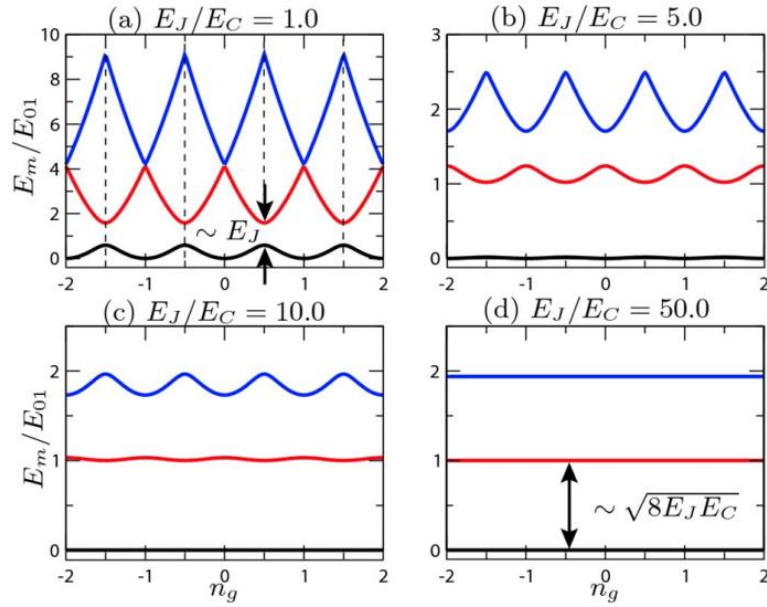 (a) E_J/E_C = 1.0
(b) E_J/E_C = 5.0
E_m/E_01
10
8
6
4
2
0
∼ E_J
-2 -1 0 1 2
3
2
1
0
-2 -1 0 1 2
(c) E_J/E_C = 10.0
(d) E_J/E_C = 50.0
E_m/E_01
2
1
0
-2 -1 0 1 2
n_g
2
1
0
∼ √8E_JE_C
-2 -1 0 1 2
n_g